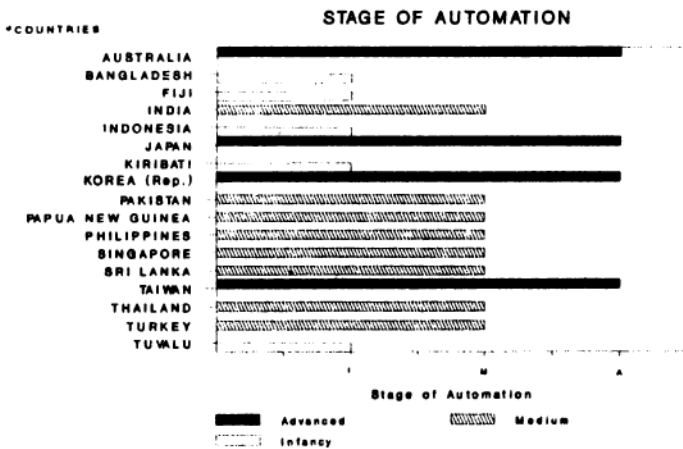 STAGE OF AUTOMATION
*COUNTRIES
AUSTRALIA
BANGLADESH
FIJI
INDIA
INDONESIA
JAPAN
KIRIBATI
KOREA (Rep.)
PAKISTAN
PAPUA NEW GUINEA
PHILIPPINES
SINGAPORE
SRI LANKA
TAIWAN
THAILAND
TURKEY
TUVALU
I M A
Stage of Automation
Advanced Medium
Infancy